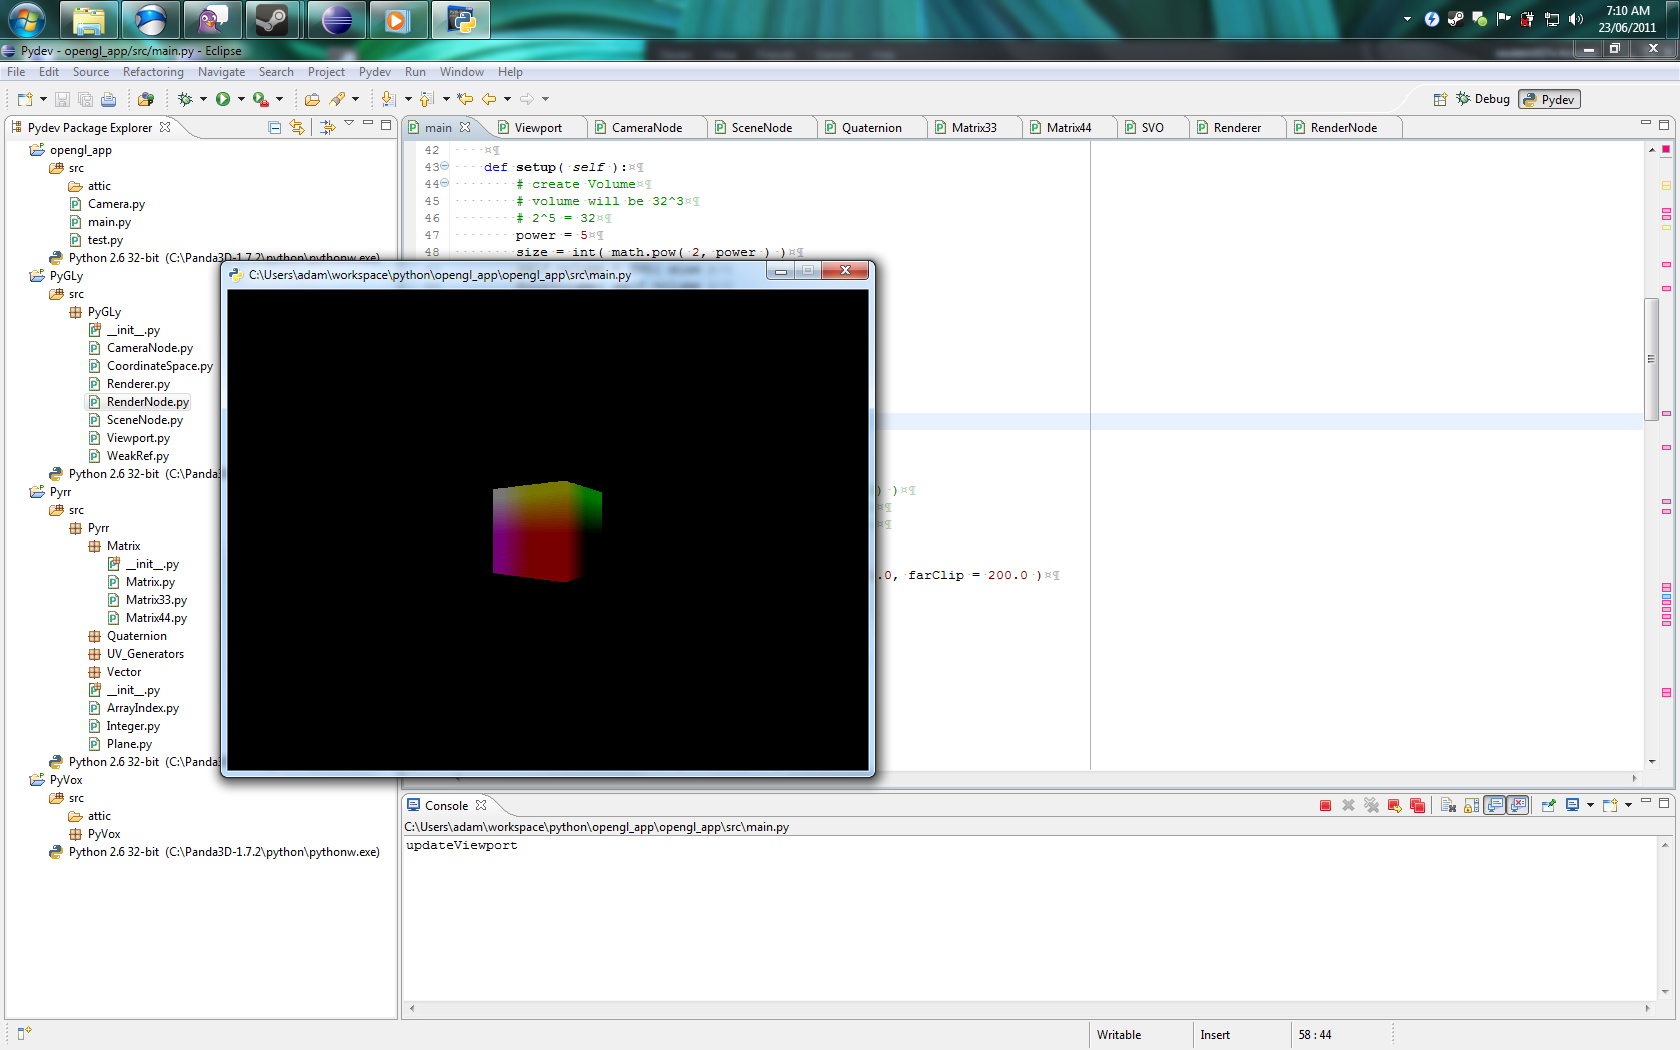 7:10 AM
23/06/2011
Pydev - opengl_app/src/main.py - Eclipse
File Edit Source Refactoring Navigate Search Project Pydev Run Window Help
Debug Pydev
Pydev Package Explorer
opengl_app
src
attic
Camera.py
main.py
test.py
Python 2.6 32-bit (C:\Panda3D-1.7.2\python\pythonw.exe)
PyGLy
src
PyGLy
__init__.py
CameraNode.py
CoordinateSpace.py
Renderer.py
RenderNode.py
SceneNode.py
Viewport.py
WeakRef.py
Python 2.6 32-bit (C:\Panda3
Pyrr
src
Pyrr
Matrix
__init__.py
Matrix.py
Matrix33.py
Matrix44.py
Quaternion
UV_Generators
Vector
__init__.py
ArrayIndex.py
Integer.py
Plane.py
Python 2.6 32-bit (C:\Panda3
PyVox
src
attic
PyVox
Python 2.6 32-bit (C:\Panda3D-1.7.2\python\pythonw.exe)
main Viewport CameraNode SceneNode Quaternion Matrix33 Matrix44 SVO Renderer RenderNode
42 ¤¶
43 def setup( self ):¤¶
44 # create Volume¤¶
45 # volume will be 32^3¤¶
46 # 2^5 = 32¤¶
47 power = 5¤¶
48 size = int( math.pow( 2, power ) )¤¶
C:\Users\adam\workspace\python\opengl_app\opengl_app\src\main.py
) )¤¶
¤¶
¤¶
.0, farClip = 200.0 )¤¶
Console
C:\Users\adam\workspace\python\opengl_app\opengl_app\src\main.py
updateViewport
Writable Insert 58 : 44